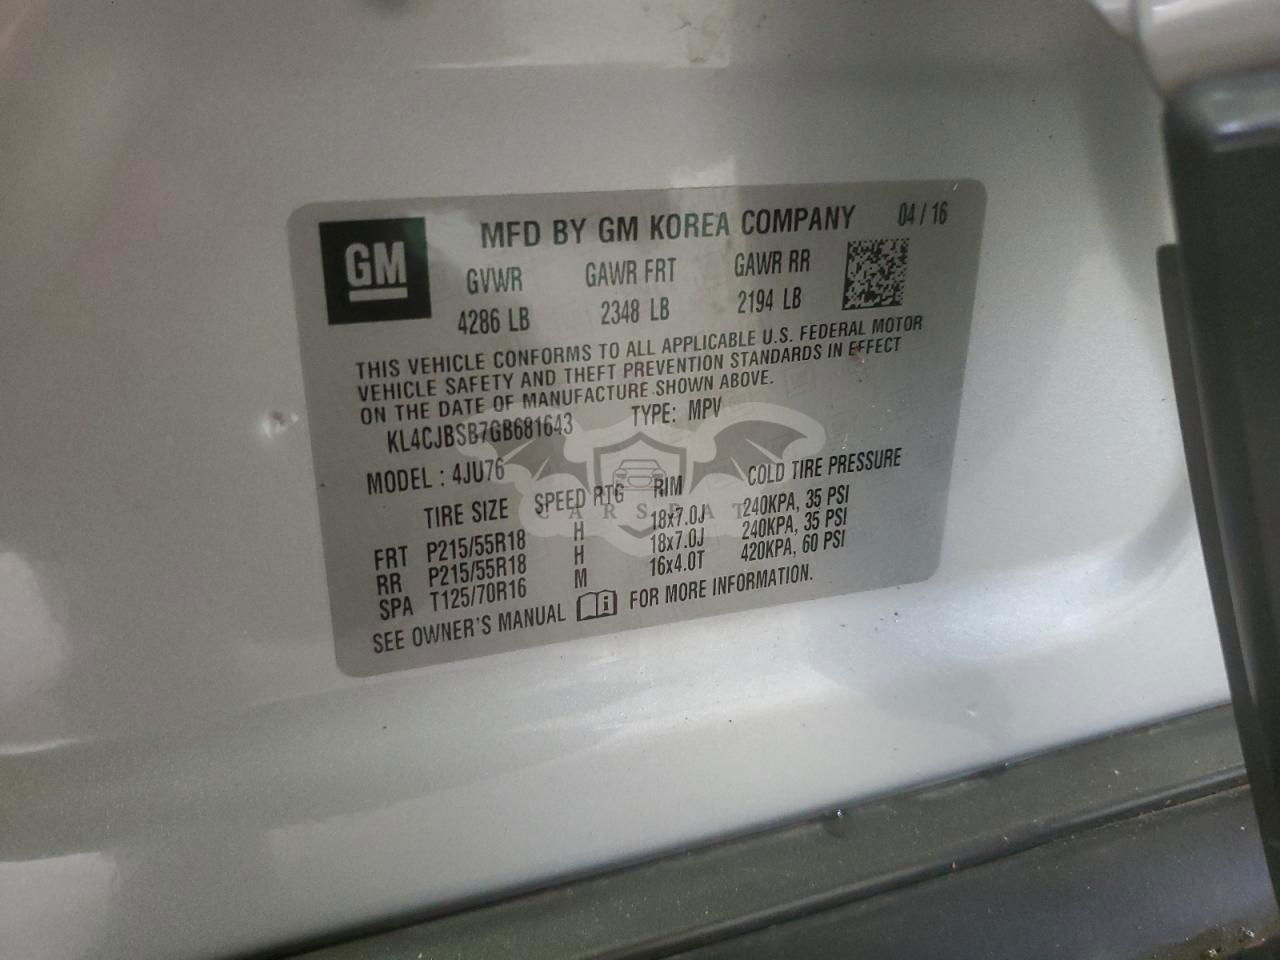 GM
MFD BY GM KOREA COMPANY 04 / 16
GVWR GAWR FRT GAWR RR
4286 LB 2348 LB 2194 LB
THIS VEHICLE CONFORMS TO ALL APPLICABLE U.S. FEDERAL MOTOR
VEHICLE SAFETY AND THEFT PREVENTION STANDARDS IN EFFECT
ON THE DATE OF MANUFACTURE SHOWN ABOVE.
KL4CJBSB7GB681643 TYPE: MPV
MODEL : 4JU76
TIRE SIZE SPEED RTG RIM COLD TIRE PRESSURE
FRT P215/55R18 H 18x7.0J 240KPA, 35 PSI
RR P215/55R18 H 18x7.0J 240KPA, 35 PSI
SPA T125/70R16 M 16x4.0T 420KPA, 60 PSI
SEE OWNER'S MANUAL i FOR MORE INFORMATION.
CARSPAT